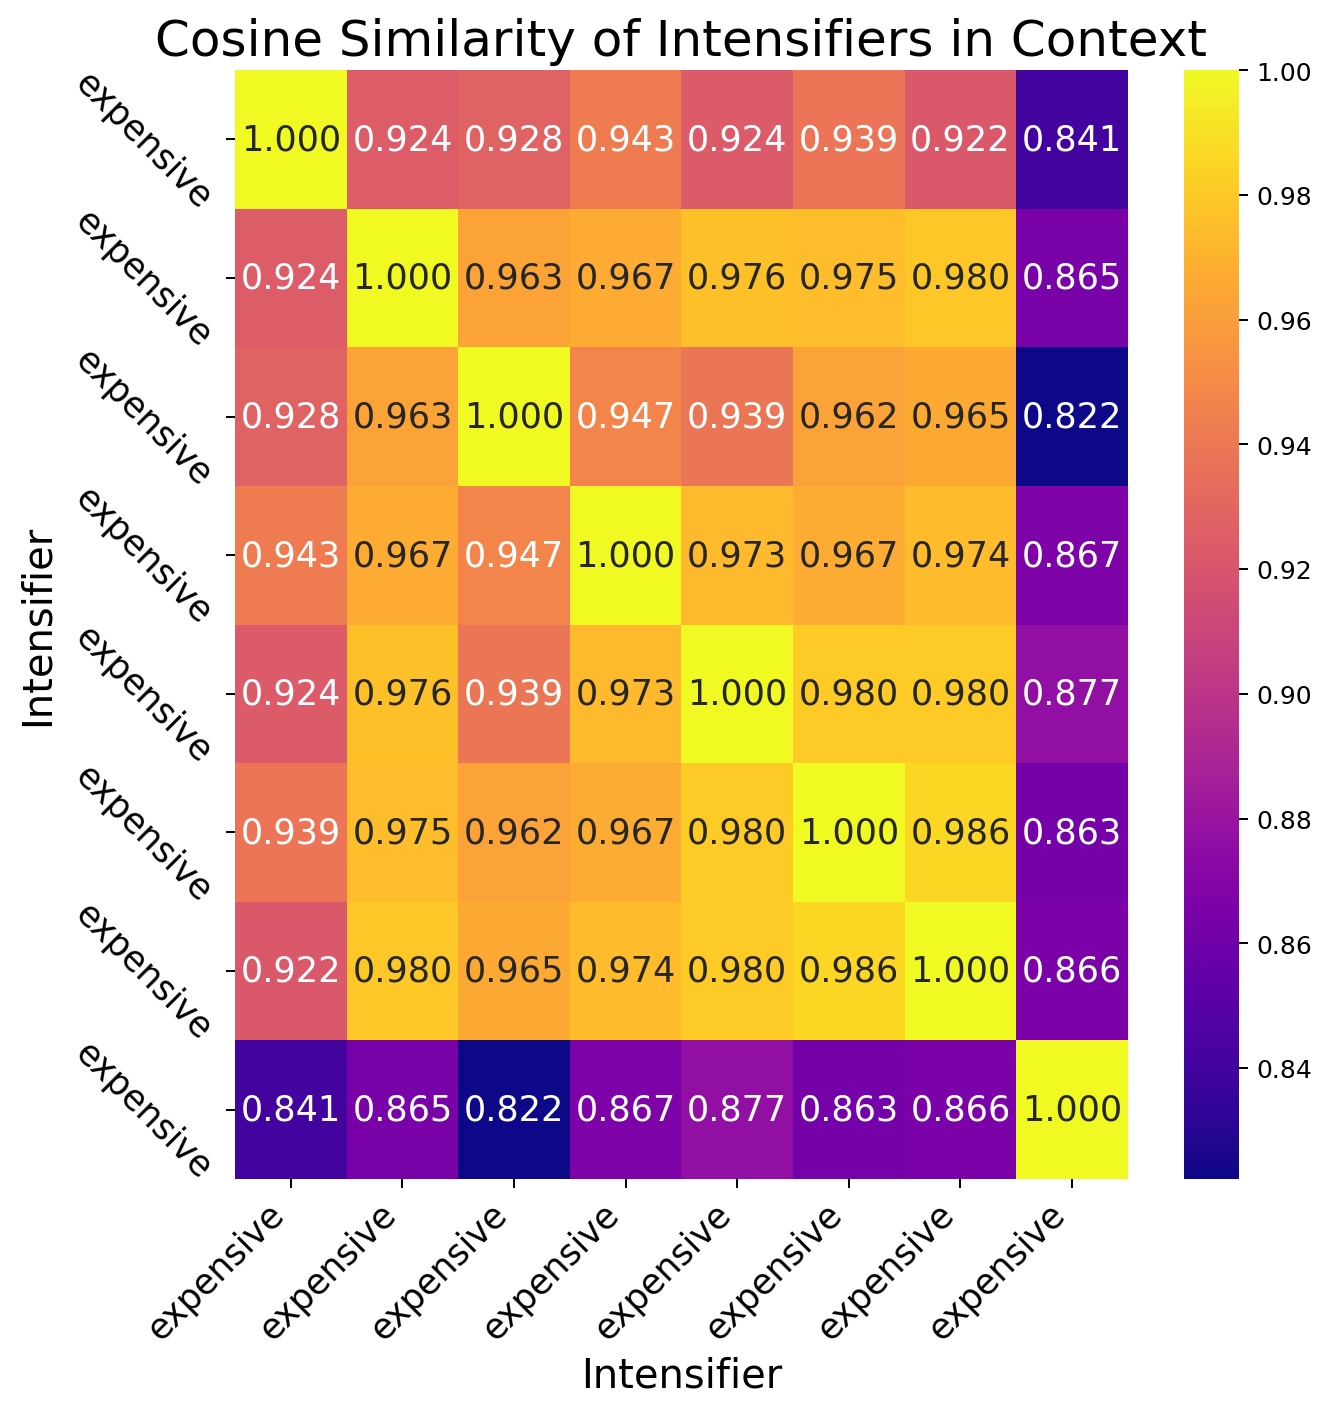 Cosine Similarity of Intensifiers in Context
expensive 1.000 0.924 0.928 0.943 0.924 0.939 0.922 0.841
expensive 0.924 1.000 0.963 0.967 0.976 0.975 0.980 0.865
expensive 0.928 0.963 1.000 0.947 0.939 0.962 0.965 0.822
expensive 0.943 0.967 0.947 1.000 0.973 0.967 0.974 0.867
expensive 0.924 0.976 0.939 0.973 1.000 0.980 0.980 0.877
expensive 0.939 0.975 0.962 0.967 0.980 1.000 0.986 0.863
expensive 0.922 0.980 0.965 0.974 0.980 0.986 1.000 0.866
expensive 0.841 0.865 0.822 0.867 0.877 0.863 0.866 1.000
expensive expensive expensive expensive expensive expensive expensive expensive
Intensifier
Intensifier
1.00
0.98
0.96
0.94
0.92
0.90
0.88
0.86
0.84